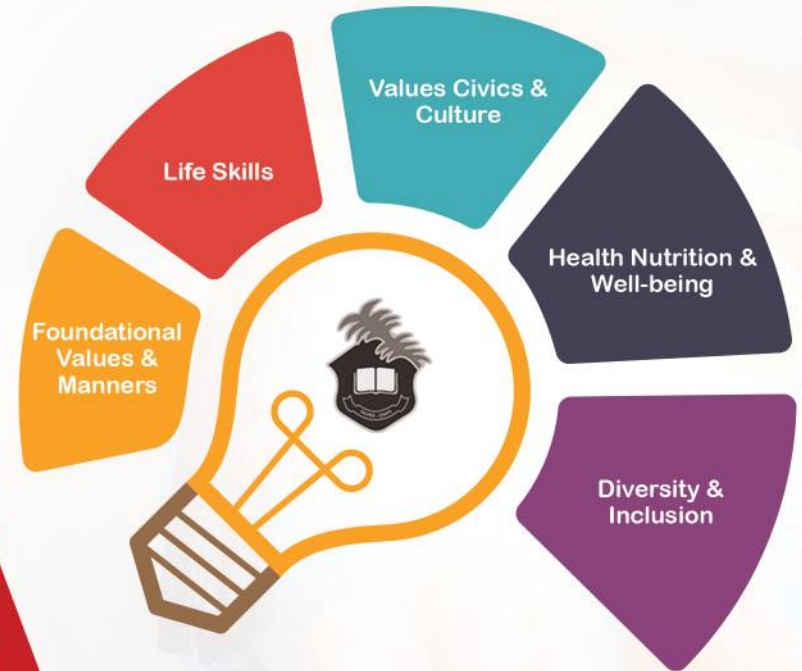 Values Civics &
Culture
Life Skills
Health Nutrition &
Well-being
Foundational
Values &
Manners
Diversity &
Inclusion